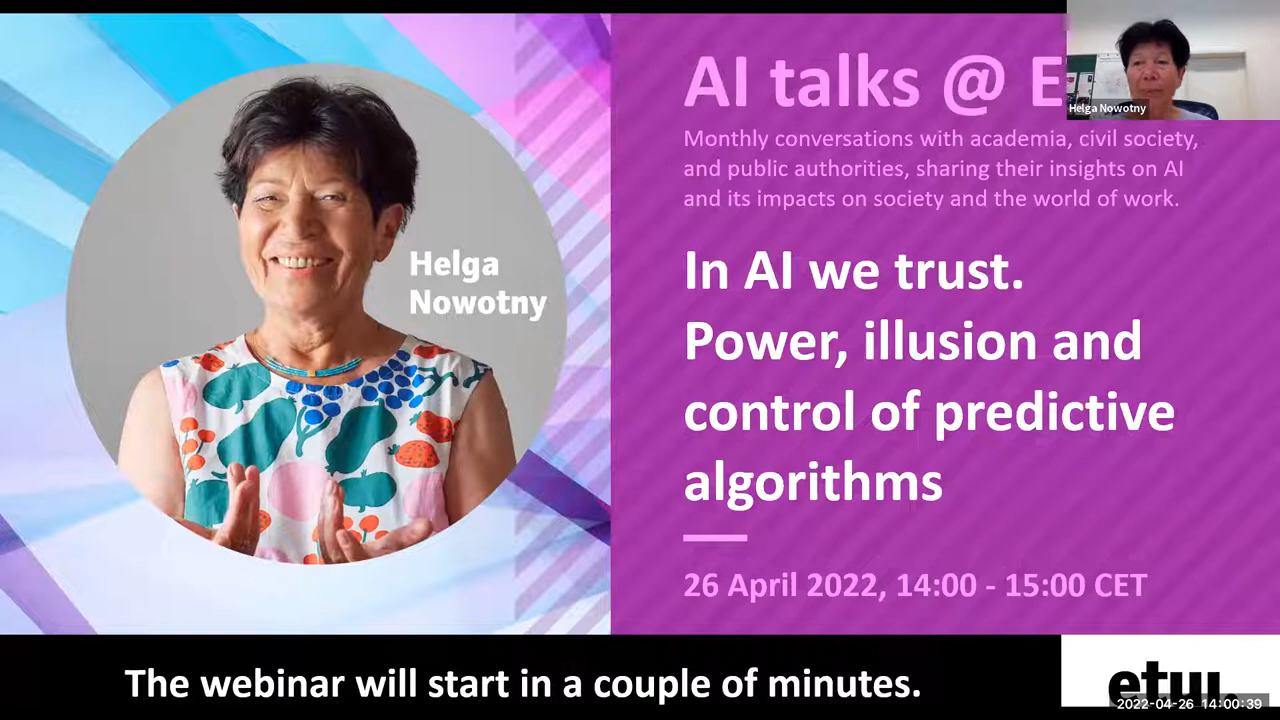 AI talks @ E
Helga Nowotny
Monthly conversations with academia, civil society,
and public authorities, sharing their insights on AI
and its impacts on society and the world of work.
Helga
Nowotny
In AI we trust.
Power, illusion and
control of predictive
algorithms
26 April 2022, 14:00 - 15:00 CET
The webinar will start in a couple of minutes.
etui.
2022-04-26 14:00:39